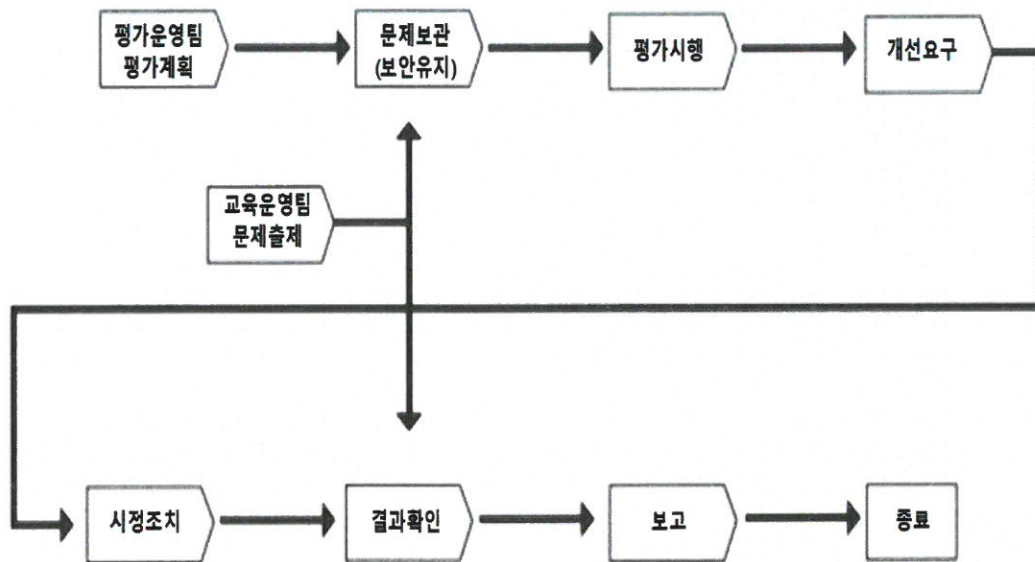 평가운영팀
평가계획
문제보관
(보안유지)
평가시행
개선요구
교육운영팀
문제출제
시정조치
결과확인
보고
종료